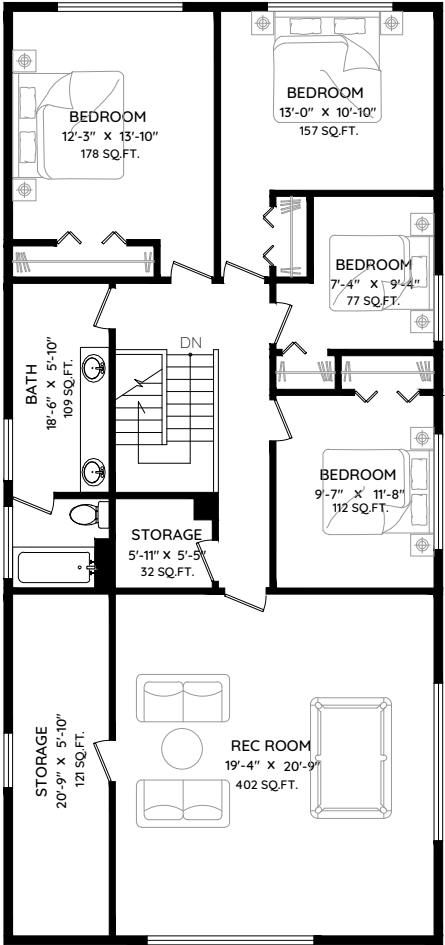 BEDROOM
12'-3" X 13'-10"
178 SQ.FT.
BEDROOM
13'-0" X 10'-10"
157 SQ.FT.
BEDROOM
7'-4" X 9'-4"
77 SQ.FT.
DN
BATH
18'-6" X 5'-10"
109 SQ.FT.
BEDROOM
9'-7" X 11'-8"
112 SQ.FT.
STORAGE
5'-11" X 5'-5"
32 SQ.FT.
STORAGE
20'-9" X 5'-10"
121 SQ.FT.
REC ROOM
19'-4" X 20'-9"
402 SQ.FT.